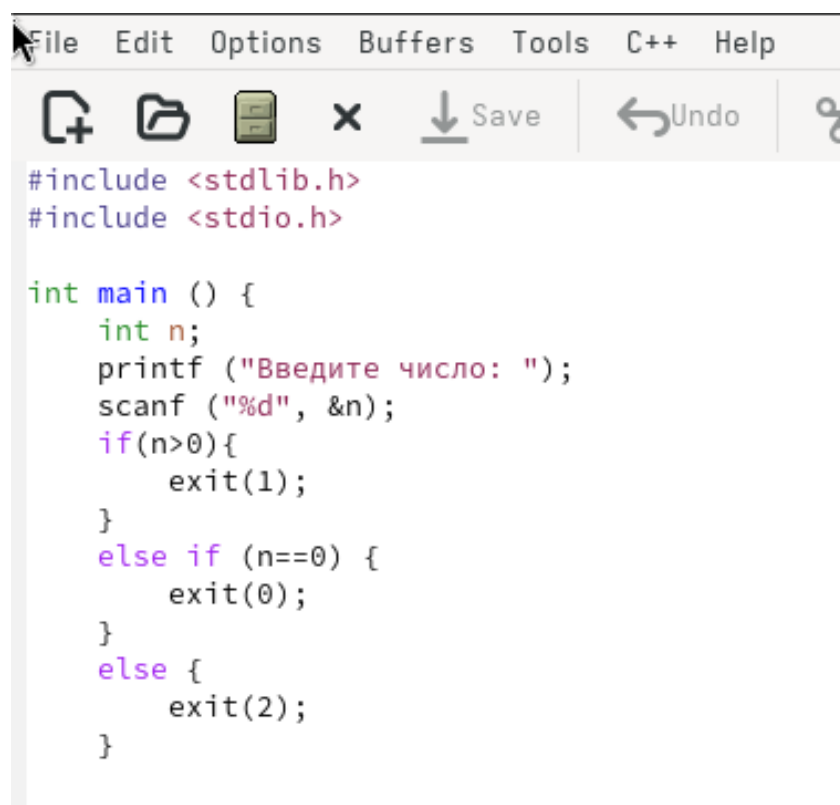 File Edit Options Buffers Tools C++ Help
Save Undo
#include <stdlib.h>
#include <stdio.h>
int main () {
    int n;
    printf ("Введите число: ");
    scanf ("%d", &n);
    if(n>0){
        exit(1);
    }
    else if (n==0) {
        exit(0);
    }
    else {
        exit(2);
    }